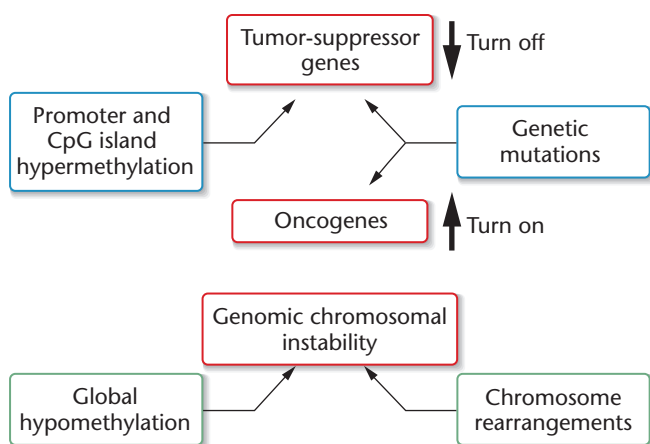 Tumor-suppressor
genes
Turn off
Promoter and
CpG island
hypermethylation
Genetic
mutations
Oncogenes
Turn on
Genomic chromosomal
instability
Global
hypomethylation
Chromosome
rearrangements